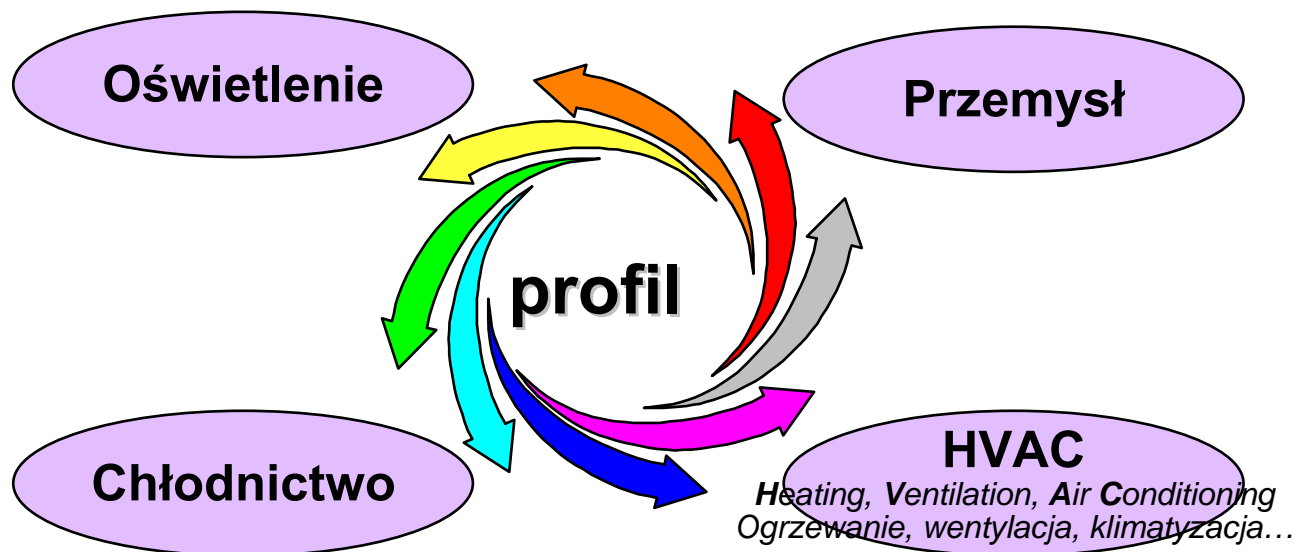 Oświetlenie
Przemysł
profil
Chłodnictwo
HVAC
Heating, Ventilation, Air Conditioning
Ogrzewanie, wentylacja, klimatyzacja…